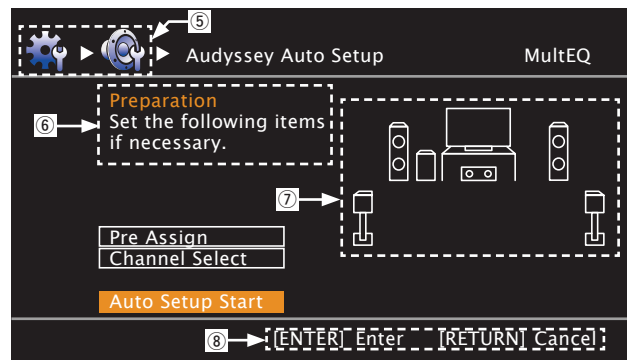 ⑤
Audyssey Auto Setup MultEQ
⑥
Preparation
Set the following items
if necessary.
⑦
Pre Assign
Channel Select
Auto Setup Start
⑧ [ENTER] Enter [RETURN] Cancel